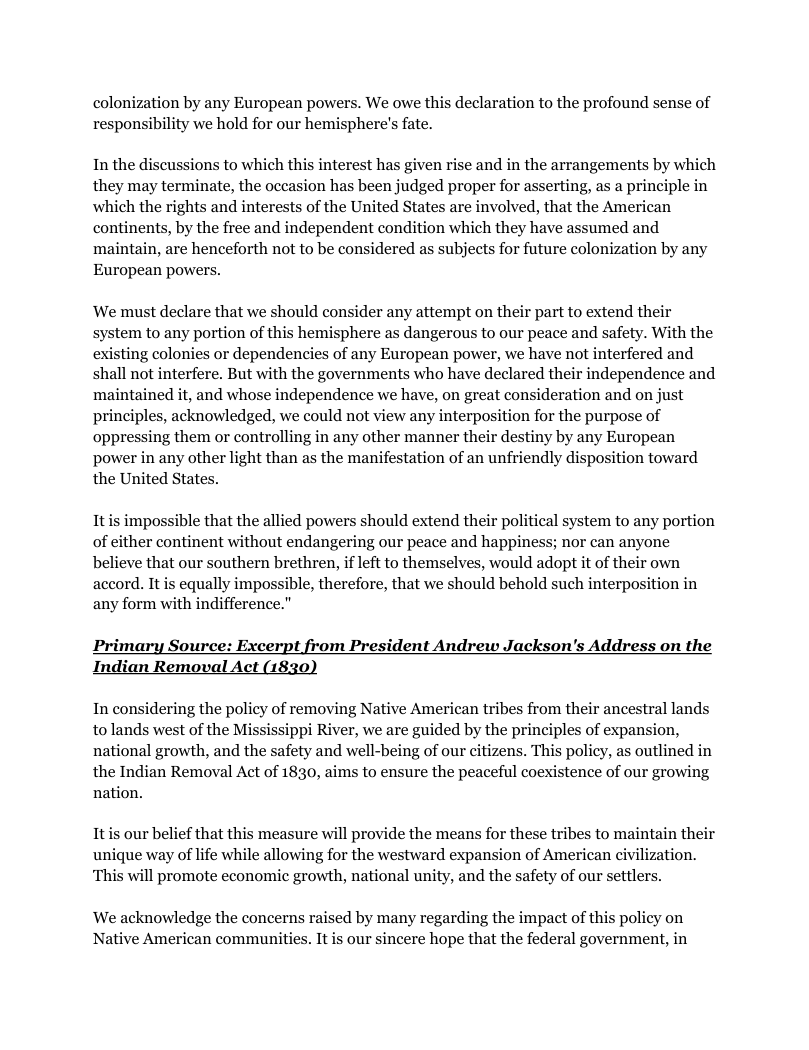 colonization by any European powers. We owe this declaration to the profound sense of
responsibility we hold for our hemisphere's fate.
In the discussions to which this interest has given rise and in the arrangements by which
they may terminate, the occasion has been judged proper for asserting, as a principle in
which the rights and interests of the United States are involved, that the American
continents, by the free and independent condition which they have assumed and
maintain, are henceforth not to be considered as subjects for future colonization by any
European powers.
We must declare that we should consider any attempt on their part to extend their
system to any portion of this hemisphere as dangerous to our peace and safety. With the
existing colonies or dependencies of any European power, we have not interfered and
shall not interfere. But with the governments who have declared their independence and
maintained it, and whose independence we have, on great consideration and on just
principles, acknowledged, we could not view any interposition for the purpose of
oppressing them or controlling in any other manner their destiny by any European
power in any other light than as the manifestation of an unfriendly disposition toward
the United States.
It is impossible that the allied powers should extend their political system to any portion
of either continent without endangering our peace and happiness; nor can anyone
believe that our southern brethren, if left to themselves, would adopt it of their own
accord. It is equally impossible, therefore, that we should behold such interposition in
any form with indifference."
Primary Source: Excerpt from President Andrew Jackson's Address on the
Indian Removal Act (1830)
In considering the policy of removing Native American tribes from their ancestral lands
to lands west of the Mississippi River, we are guided by the principles of expansion,
national growth, and the safety and well-being of our citizens. This policy, as outlined in
the Indian Removal Act of 1830, aims to ensure the peaceful coexistence of our growing
nation.
It is our belief that this measure will provide the means for these tribes to maintain their
unique way of life while allowing for the westward expansion of American civilization.
This will promote economic growth, national unity, and the safety of our settlers.
We acknowledge the concerns raised by many regarding the impact of this policy on
Native American communities. It is our sincere hope that the federal government, in